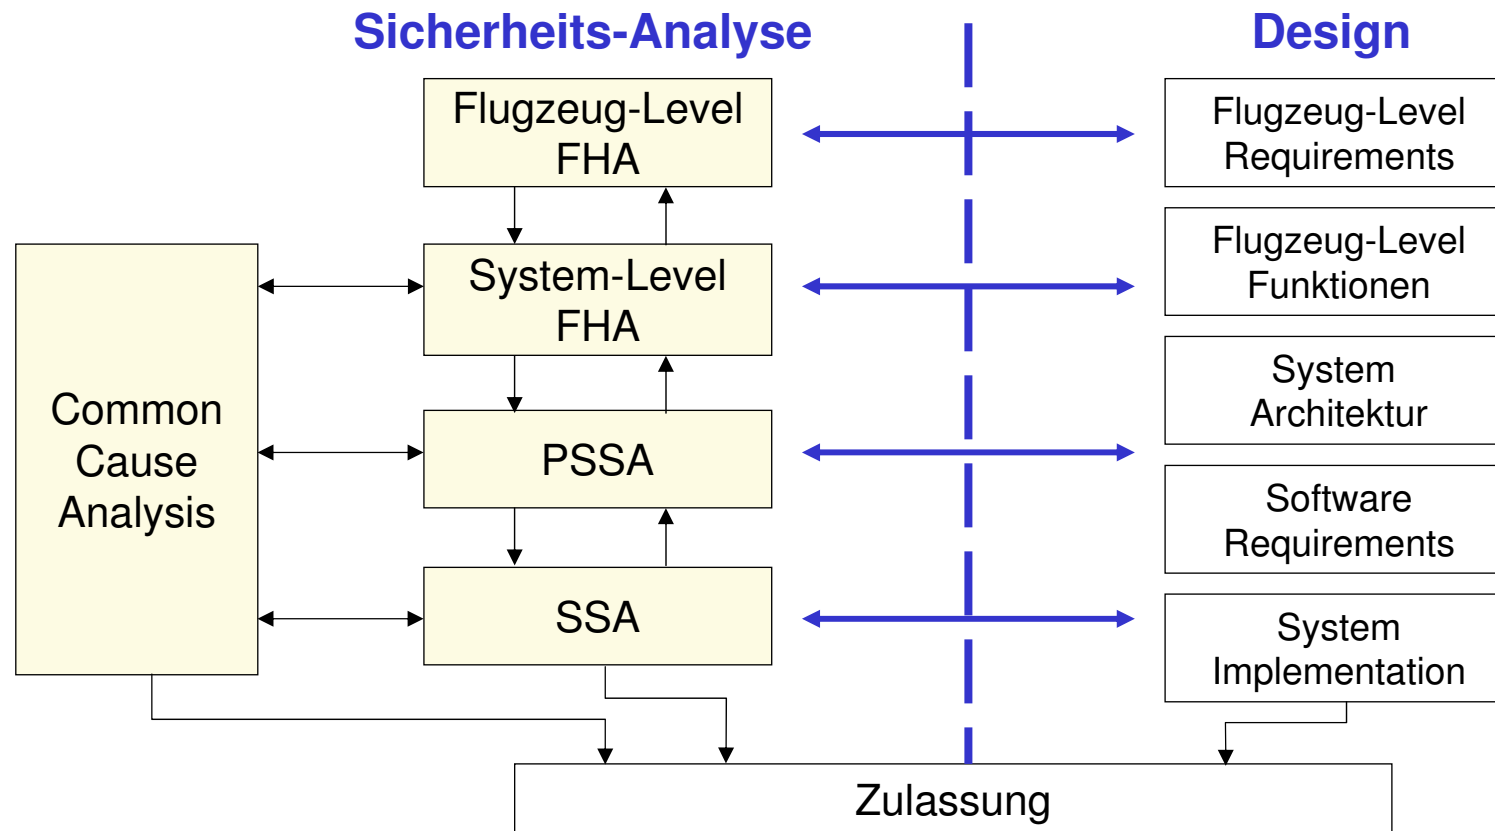 Sicherheits-Analyse
Design
Flugzeug-Level
FHA
System-Level
FHA
PSSA
SSA
Common
Cause
Analysis
Flugzeug-Level
Requirements
Flugzeug-Level
Funktionen
System
Architektur
Software
Requirements
System
Implementation
Zulassung